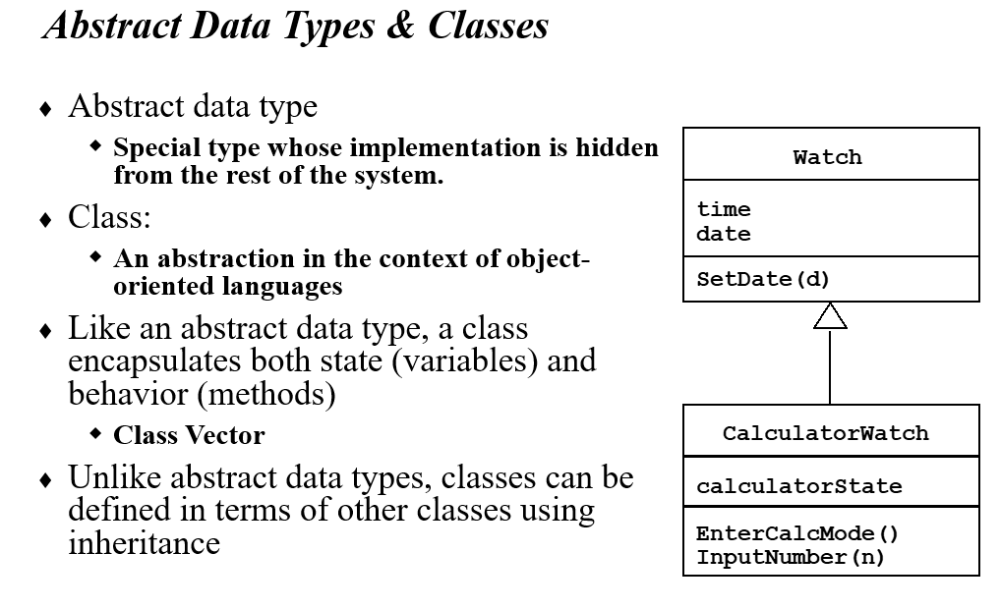 Abstract Data Types & Classes
♦ Abstract data type
◆ Special type whose implementation is hidden
from the rest of the system.
♦ Class:
◆ An abstraction in the context of object-
oriented languages
♦ Like an abstract data type, a class
encapsulates both state (variables) and
behavior (methods)
◆ Class Vector
♦ Unlike abstract data types, classes can be
defined in terms of other classes using
inheritance
Watch
time
date
SetDate(d)
CalculatorWatch
calculatorState
EnterCalcMode()
InputNumber(n)